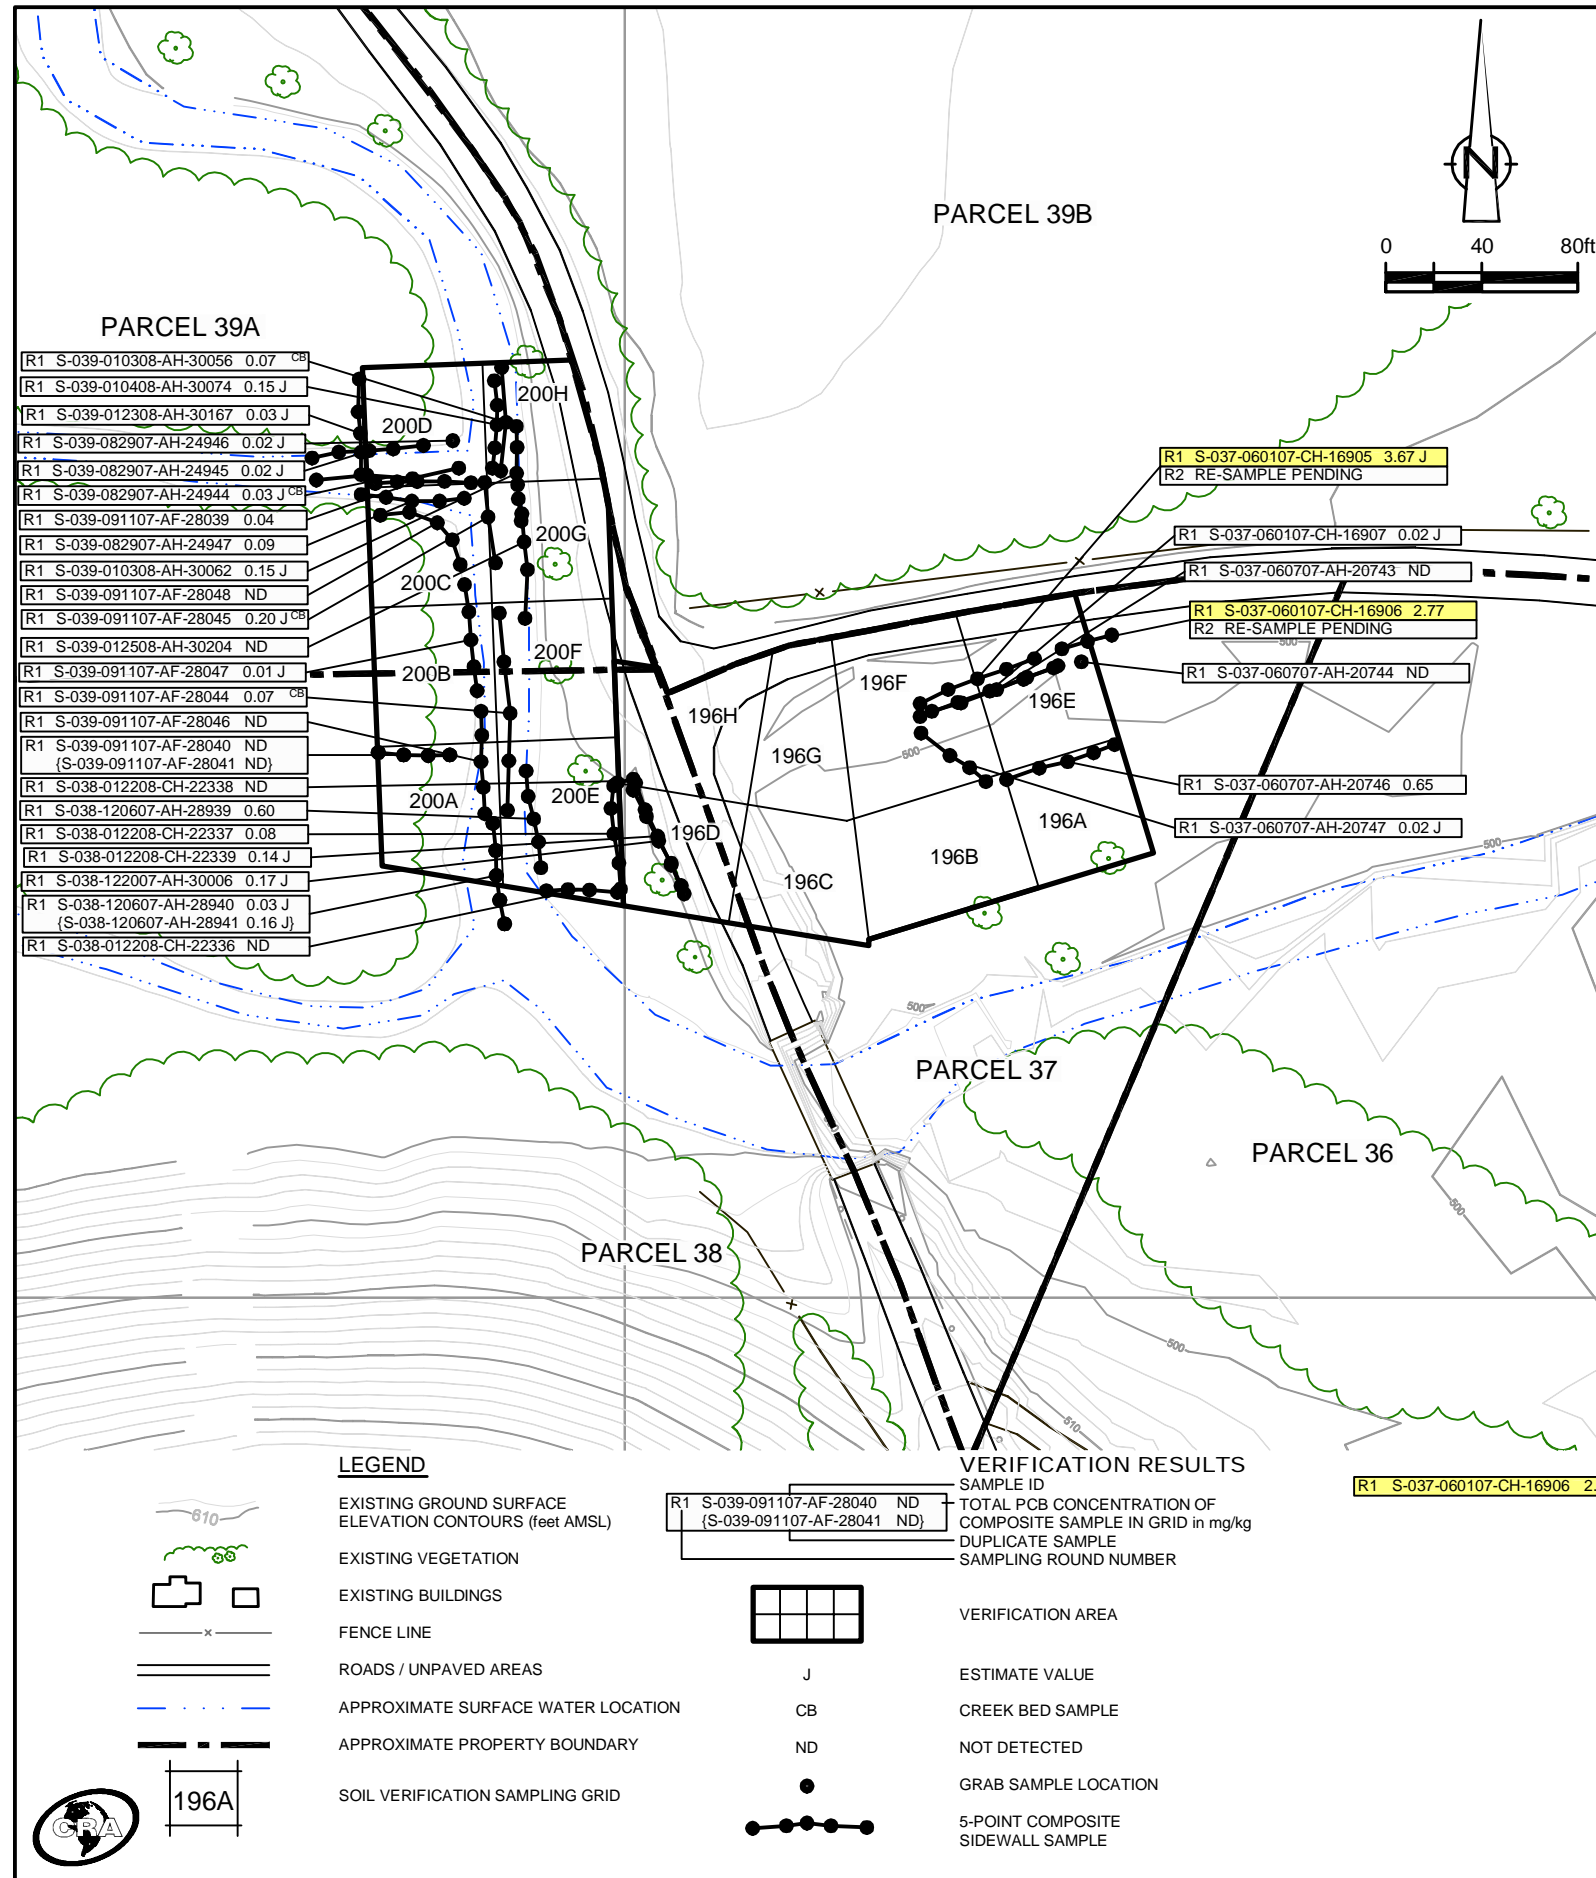 PARCEL 39B
N
0 40 80ft
PARCEL 39A
R1 S-039-010308-AH-30056 0.07 CB
R1 S-039-010408-AH-30074 0.15 J
R1 S-039-012308-AH-30167 0.03 J
R1 S-039-082907-AH-24946 0.02 J
R1 S-039-082907-AH-24945 0.02 J
R1 S-039-082907-AH-24944 0.03 J CB
R1 S-039-091107-AF-28039 0.04
R1 S-039-082907-AH-24947 0.09
R1 S-039-010308-AH-30062 0.15 J
R1 S-039-091107-AF-28048 ND
R1 S-039-091107-AF-28045 0.20 J CB
R1 S-039-012508-AH-30204 ND
R1 S-039-091107-AF-28047 0.01 J
R1 S-039-091107-AF-28044 0.07 CB
R1 S-039-091107-AF-28046 ND
R1 S-039-091107-AF-28040 ND
{S-039-091107-AF-28041 ND}
R1 S-038-012208-CH-22338 ND
R1 S-038-120607-AH-28939 0.60
R1 S-038-012208-CH-22337 0.08
R1 S-038-012208-CH-22339 0.14 J
R1 S-038-122007-AH-30006 0.17 J
R1 S-038-120607-AH-28940 0.03 J
{S-038-120607-AH-28941 0.16 J}
R1 S-038-012208-CH-22336 ND
200H
200D
200G
200C
200F
200B
200A
200E
196H
196F
196E
196G
196D
196A
196B
196C
R1 S-037-060107-CH-16905 3.67 J
R2 RE-SAMPLE PENDING
R1 S-037-060107-CH-16907 0.02 J
R1 S-037-060707-AH-20743 ND
R1 S-037-060107-CH-16906 2.77
R2 RE-SAMPLE PENDING
500
R1 S-037-060707-AH-20744 ND
500
R1 S-037-060707-AH-20746 0.65
R1 S-037-060707-AH-20747 0.02 J
500
500
PARCEL 37
PARCEL 36
500
PARCEL 38
500
510
LEGEND
610
EXISTING GROUND SURFACE
ELEVATION CONTOURS (feet AMSL)
EXISTING VEGETATION
EXISTING BUILDINGS
FENCE LINE
ROADS / UNPAVED AREAS
APPROXIMATE SURFACE WATER LOCATION
APPROXIMATE PROPERTY BOUNDARY
196A
SOIL VERIFICATION SAMPLING GRID
CRA
VERIFICATION RESULTS
R1 S-039-091107-AF-28040 ND
{S-039-091107-AF-28041 ND}
SAMPLE ID
TOTAL PCB CONCENTRATION OF
COMPOSITE SAMPLE IN GRID in mg/kg
DUPLICATE SAMPLE
SAMPLING ROUND NUMBER
VERIFICATION AREA
J ESTIMATE VALUE
CB CREEK BED SAMPLE
ND NOT DETECTED
GRAB SAMPLE LOCATION
5-POINT COMPOSITE
SIDEWALL SAMPLE
R1 S-037-060107-CH-16906 2.